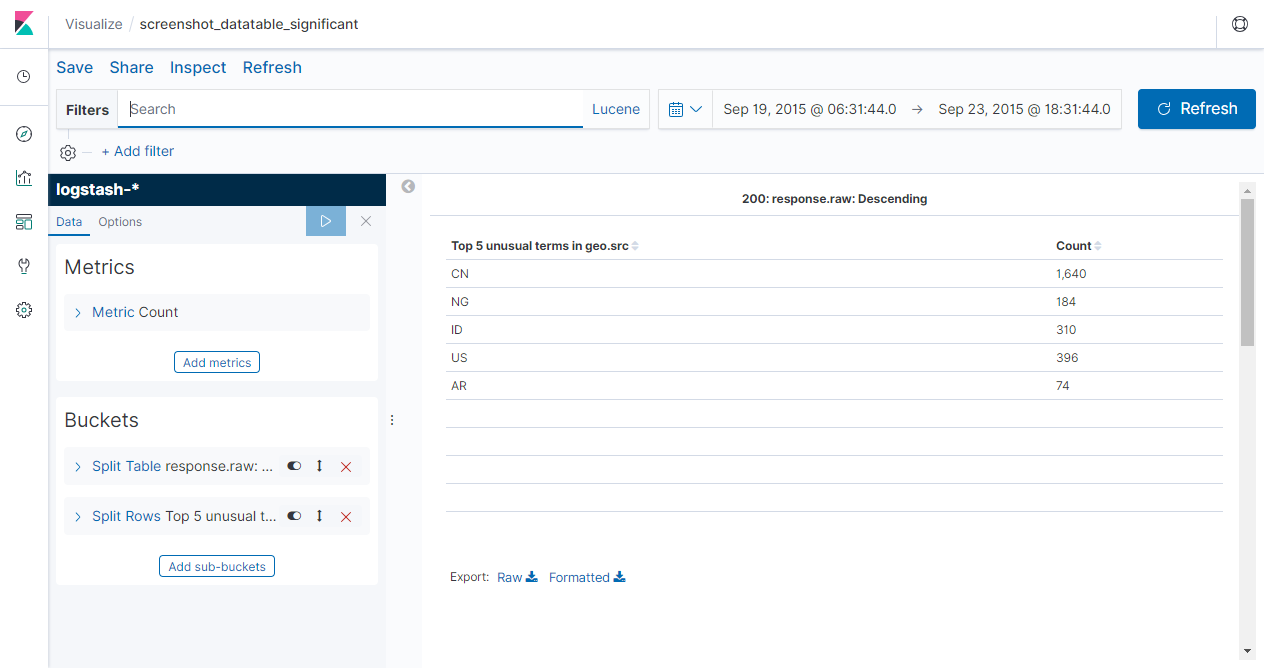 Visualize / screenshot_datatable_significant
Save Share Inspect Refresh
Filters Search Lucene Sep 19, 2015 @ 06:31:44.0 → Sep 23, 2015 @ 18:31:44.0 Refresh
+ Add filter
logstash-*
Data Options
Metrics
Metric Count
Add metrics
Buckets
Split Table response.raw: ...
Split Rows Top 5 unusual t...
Add sub-buckets
200: response.raw: Descending
Top 5 unusual terms in geo.src Count
CN 1,640
NG 184
ID 310
US 396
AR 74
Export: Raw Formatted